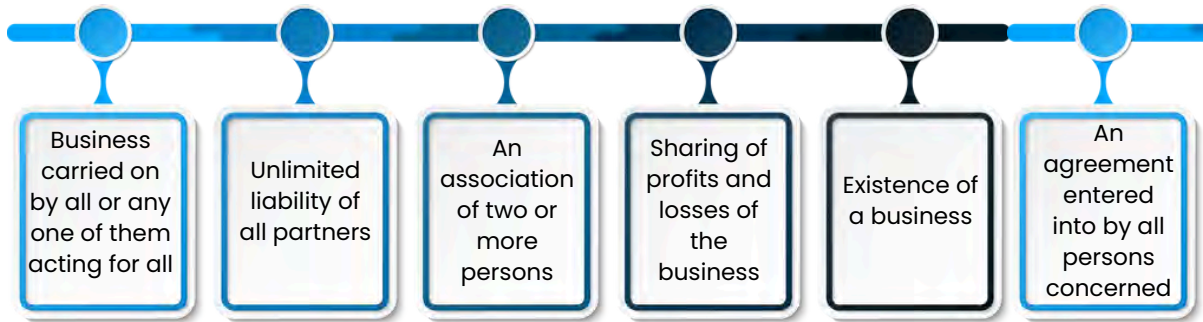 Business
carried on
by all or any
one of them
acting for all
Unlimited
liability of
all partners
An
association
of two or
more
persons
Sharing of
profits and
losses of
the
business
Existence of
a business
An
agreement
entered
into by all
persons
concerned